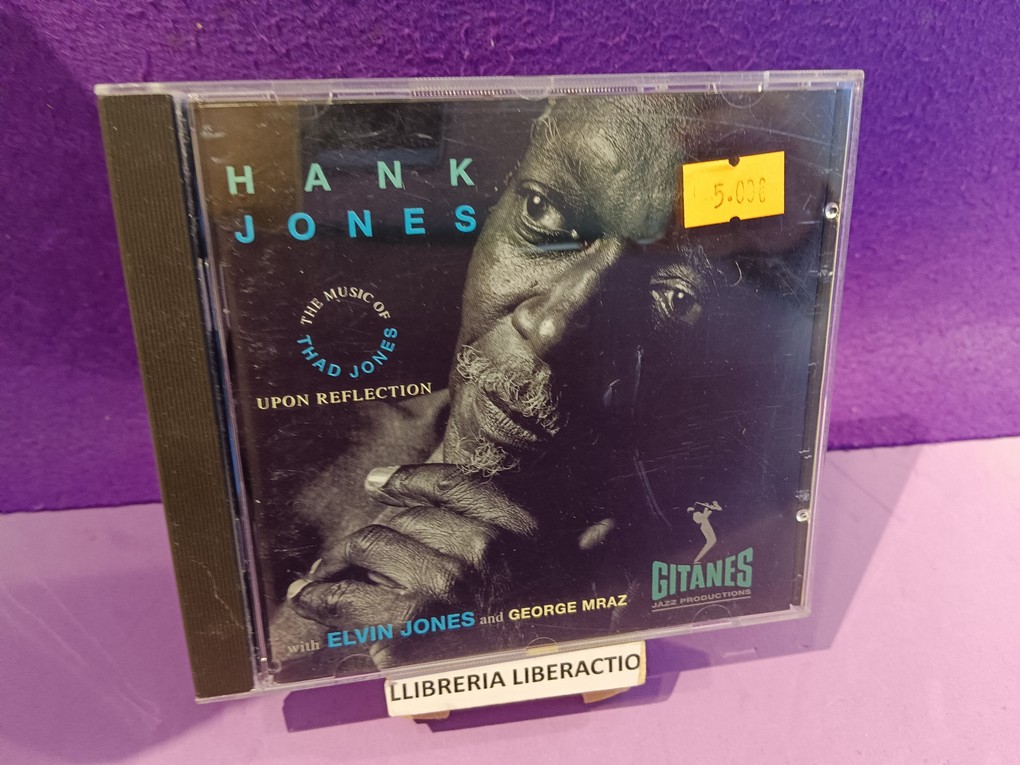 HANK
JONES
5.00€
THE MUSIC OF
THAD JONES
UPON REFLECTION
GITANES
JAZZ PRODUCTIONS
with ELVIN JONES and GEORGE MRAZ
LLIBRERIA LIBERACTIO